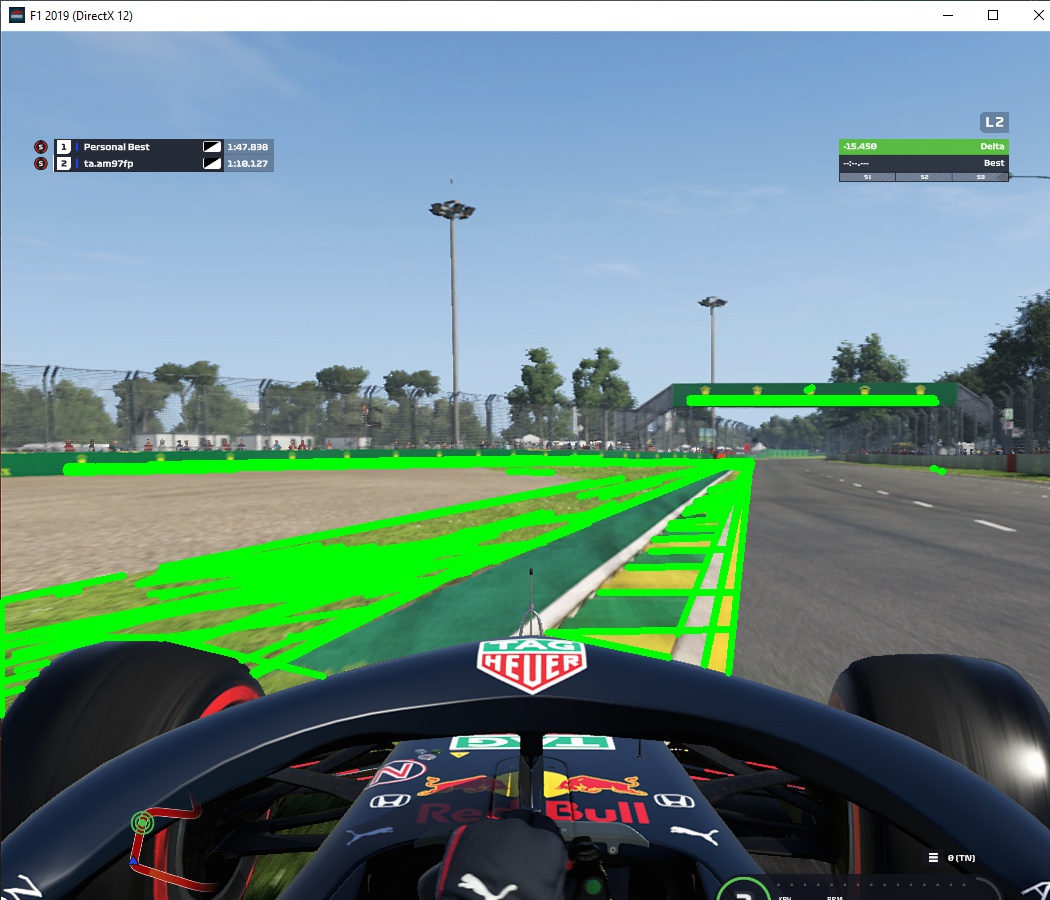 F1 2019 (DirectX 12)
L2
S 1 Personal Best 1:47.838
S 2 ta.am97fp 1:10.127
-15.450 Delta
--:--.--- Best
S1 S2 S3
TAG
HEUER
TAG
Red Bull
0 (TN)